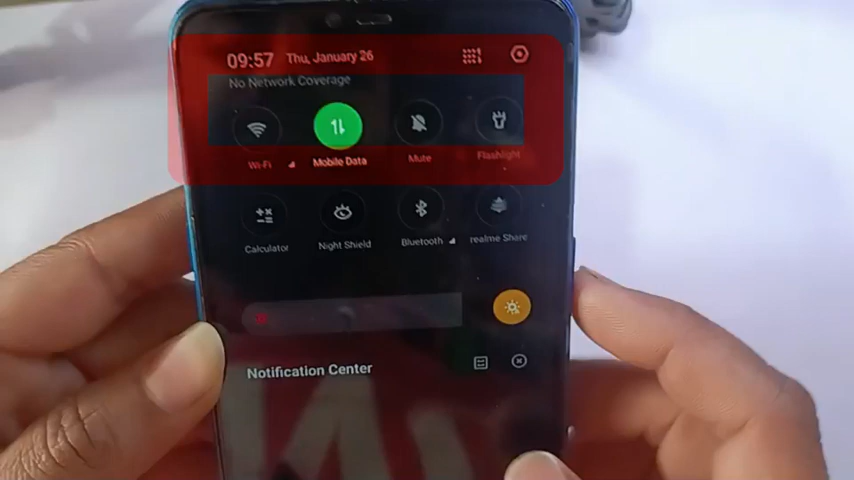 09:57 Thu, January 26
No Network Coverage
Wi-Fi Mobile Data Mute Flashlight
Calculator Night Shield Bluetooth realme Share
Notification Center